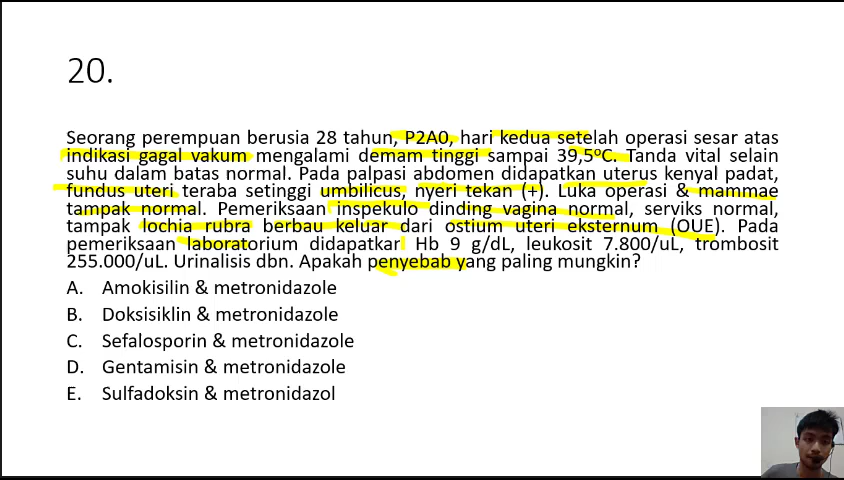 20.
Seorang perempuan berusia 28 tahun, P2A0, hari kedua setelah operasi sesar atas
indikasi gagal vakum mengalami demam tinggi sampai 39,5ºC. Tanda vital selain
suhu dalam batas normal. Pada palpasi abdomen didapatkan uterus kenyal padat,
fundus uteri teraba setinggi umbilicus, nyeri tekan (+). Luka operasi & mammae
tampak normal. Pemeriksaan inspekulo dinding vagina normal, serviks normal,
tampak lochia rubra berbau keluar dari ostium uteri eksternum (OUE). Pada
pemeriksaan laboratorium didapatkan Hb 9 g/dL, leukosit 7.800/uL, trombosit
255.000/uL. Urinalisis dbn. Apakah penyebab yang paling mungkin?
A. Amokisilin & metronidazole
B. Doksisiklin & metronidazole
C. Sefalosporin & metronidazole
D. Gentamisin & metronidazole
E. Sulfadoksin & metronidazol